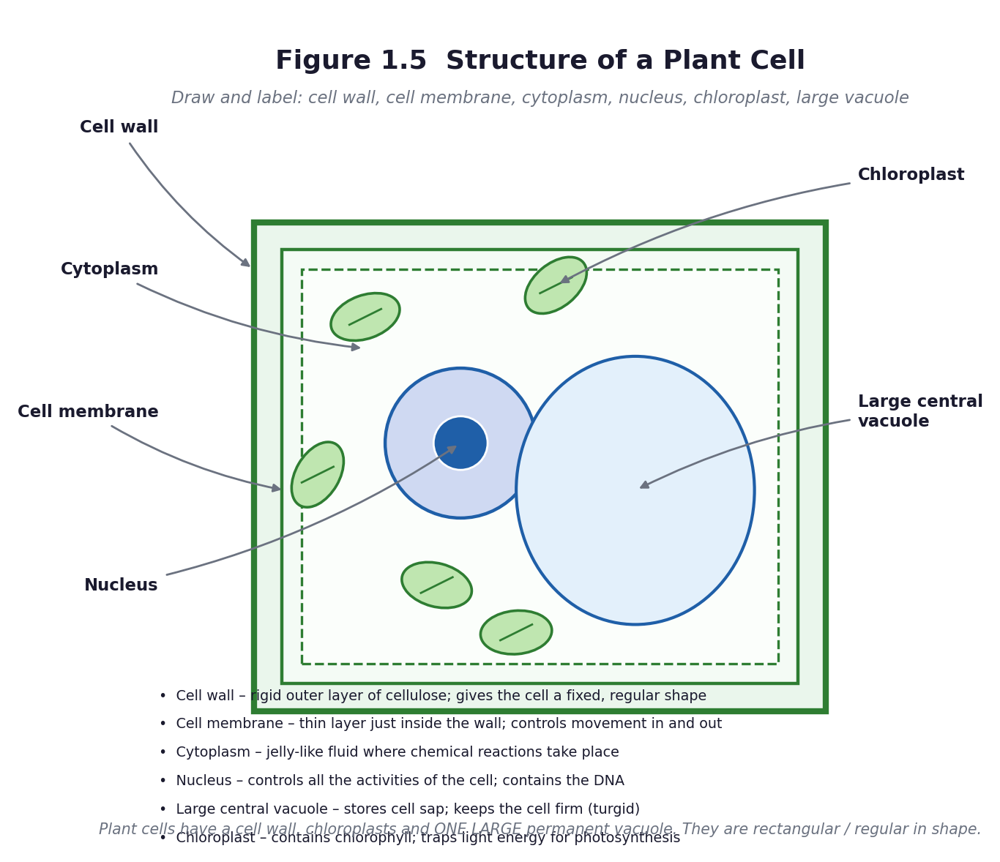 Figure 1.5  Structure of a Plant Cell
Draw and label: cell wall, cell membrane, cytoplasm, nucleus, chloroplast, large vacuole
Cell wall
Chloroplast
Cytoplasm
Cell membrane
Large central
vacuole
Nucleus
• Cell wall – rigid outer layer of cellulose; gives the cell a fixed, regular shape
• Cell membrane – thin layer just inside the wall; controls movement in and out
• Cytoplasm – jelly-like fluid where chemical reactions take place
• Nucleus – controls all the activities of the cell; contains the DNA
• Large central vacuole – stores cell sap; keeps the cell firm (turgid)
Plant cells have a cell wall, chloroplasts and ONE LARGE permanent vacuole. They are rectangular / regular in shape.
• Chloroplast – contains chlorophyll; traps light energy for photosynthesis